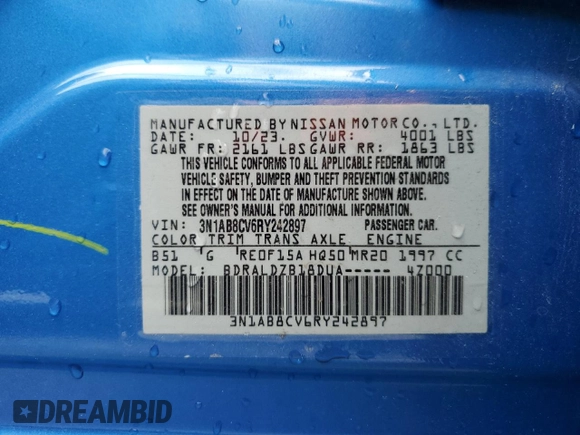 MANUFACTURED BY NISSAN MOTOR CO., LTD.
DATE: 10/23. GVWR: 4001 LBS
GAWR FR: 2161 LBS GAWR RR: 1863 LBS
THIS VEHICLE CONFORMS TO ALL APPLICABLE FEDERAL MOTOR
VEHICLE SAFETY, BUMPER AND THEFT PREVENTION STANDARDS
IN EFFECT ON THE DATE OF MANUFACTURE SHOWN ABOVE.
SEE OWNER'S MANUAL FOR ADDITIONAL INFORMATION.
VIN: 3N1AB8CV6RY242897 PASSENGER CAR.
COLOR TRIM TRANS AXLE ENGINE
B51 G RE0F15A HQ50 MR20 1997 CC
MODEL: BDRALDZB18DUA----- 4Z000
3N1AB8CV6RY242897
DREAMBID